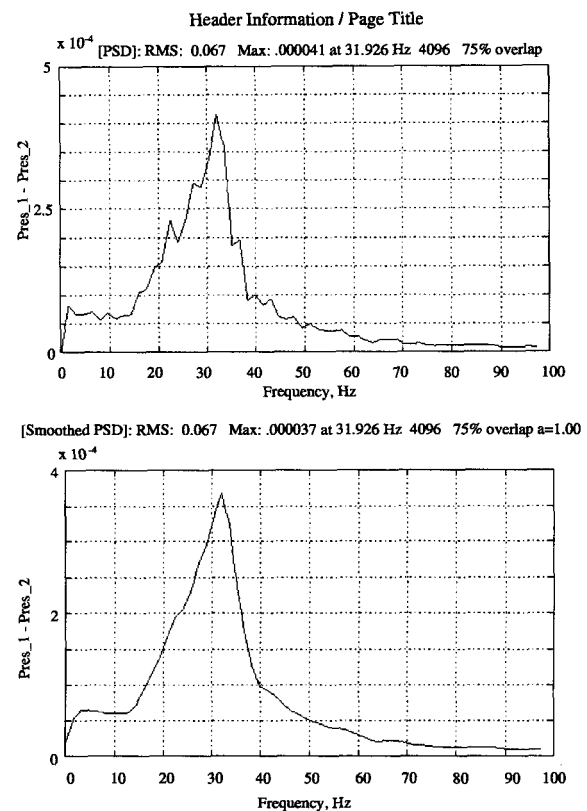 Header Information / Page Title
x 10-4
[PSD]: RMS: 0.067 Max: .000041 at 31.926 Hz 4096 75% overlap
5
2.5
0
Pres_1 - Pres_2
0 10 20 30 40 50 60 70 80 90 100
Frequency, Hz
[Smoothed PSD]: RMS: 0.067 Max: .000037 at 31.926 Hz 4096 75% overlap a=1.00
x 10-4
4
2
0
Pres_1 - Pres_2
0 10 20 30 40 50 60 70 80 90 100
Frequency, Hz